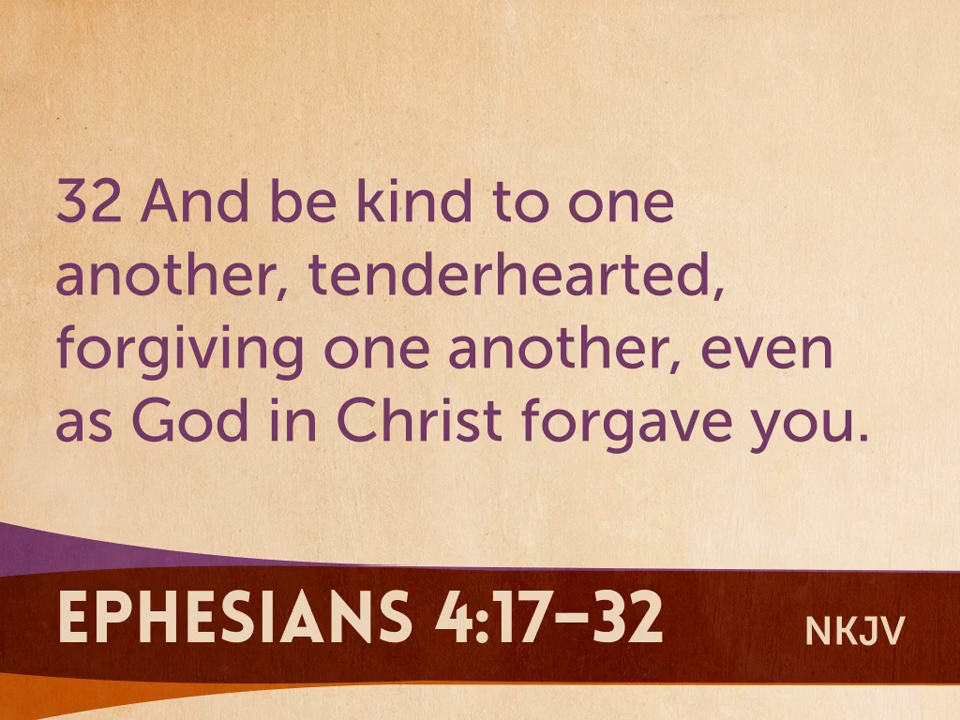 32 And be kind to one
another, tenderhearted,
forgiving one another, even
as God in Christ forgave you.
EPHESIANS 4:17–32
NKJV